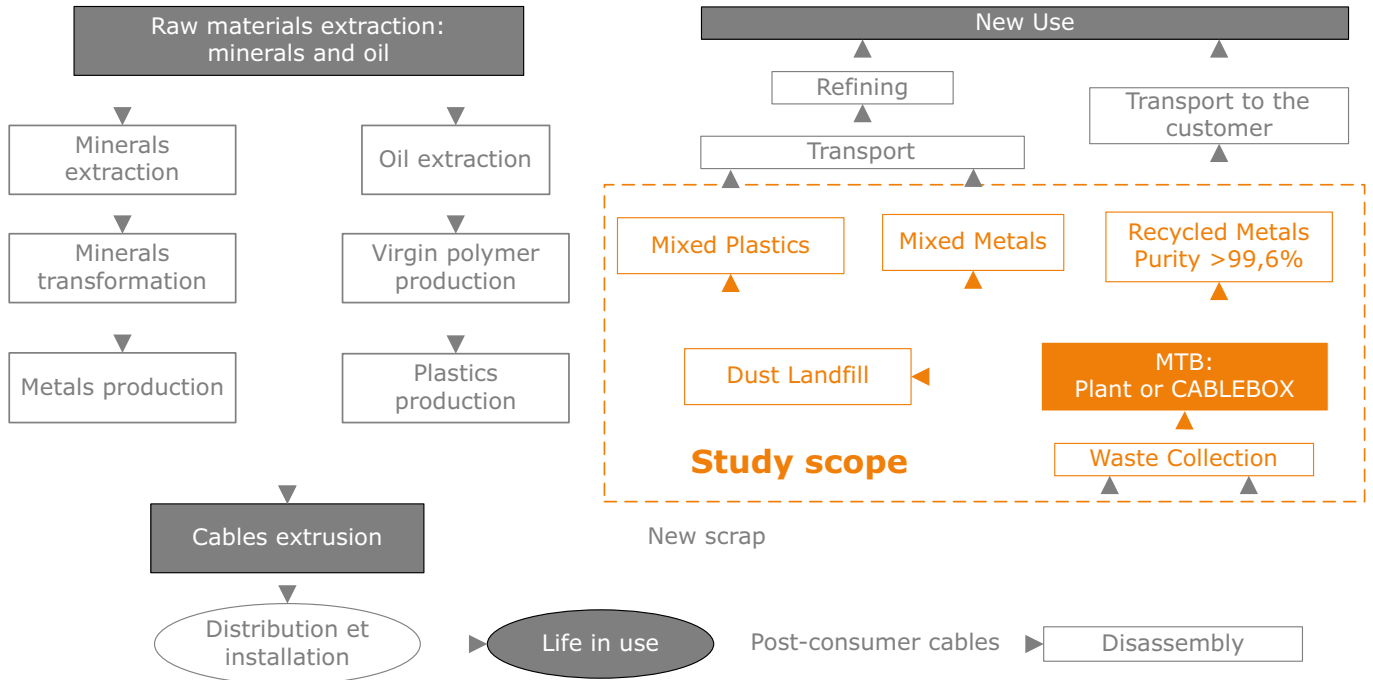 Raw materials extraction:
minerals and oil
Minerals
extraction
Oil extraction
Minerals
transformation
Virgin polymer
production
Metals production
Plastics
production
Cables extrusion
Distribution et
installation
Life in use
Post-consumer cables
Disassembly
New scrap
New Use
Refining
Transport to the
customer
Transport
Mixed Plastics
Mixed Metals
Recycled Metals
Purity >99,6%
Dust Landfill
MTB:
Plant or CABLEBOX
Study scope
Waste Collection